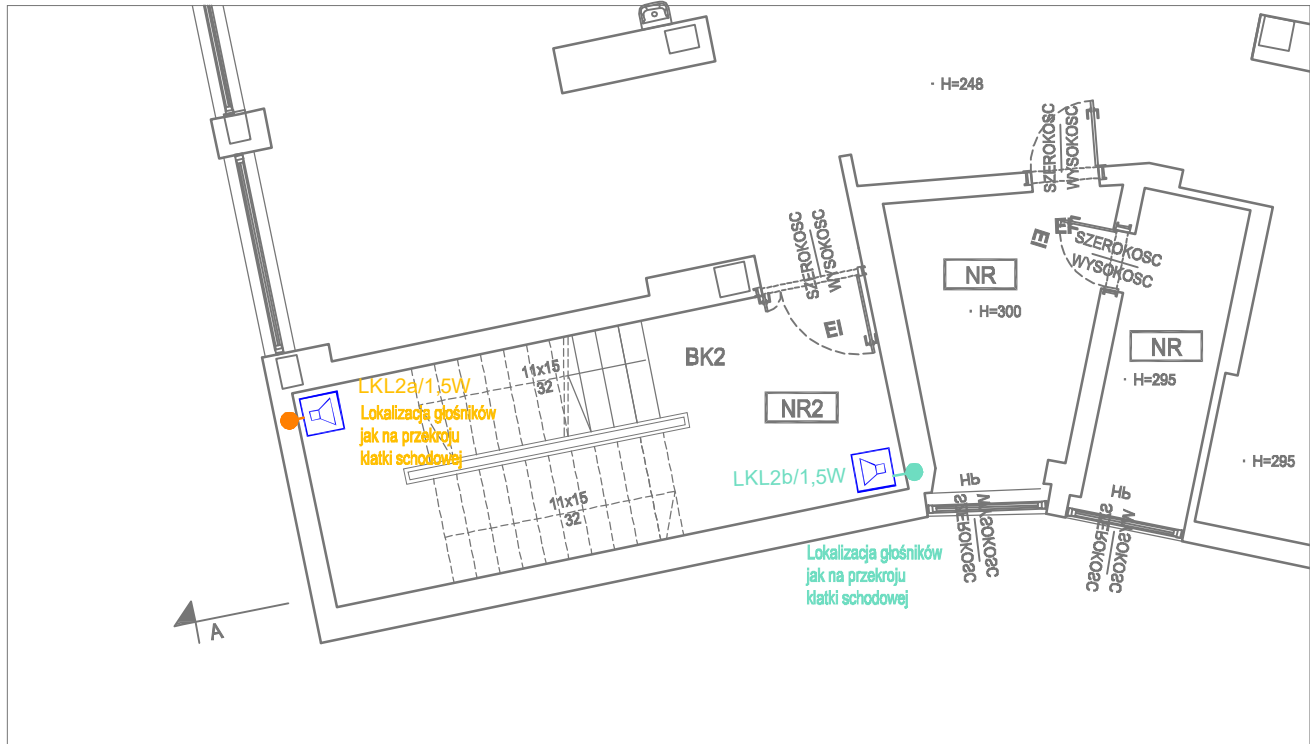 H=248
SZEROKOSC
WYSOKOSC
SZEROKOSC
WYSOKOSC
EI
EI
SZEROKOSC
WYSOKOSC
NR
H=300
EI
NR
H=295
BK2
11x15
32
LKL2a/1,5W
Lokalizacja głośników
jak na przekroju
klatki schodowej
NR2
H=295
LKL2b/1,5W
Hp
WYSOKOSC
SZEROKOSC
Hp
WYSOKOSC
SZEROKOSC
11x15
32
Lokalizacja głośników
jak na przekroju
klatki schodowej
A